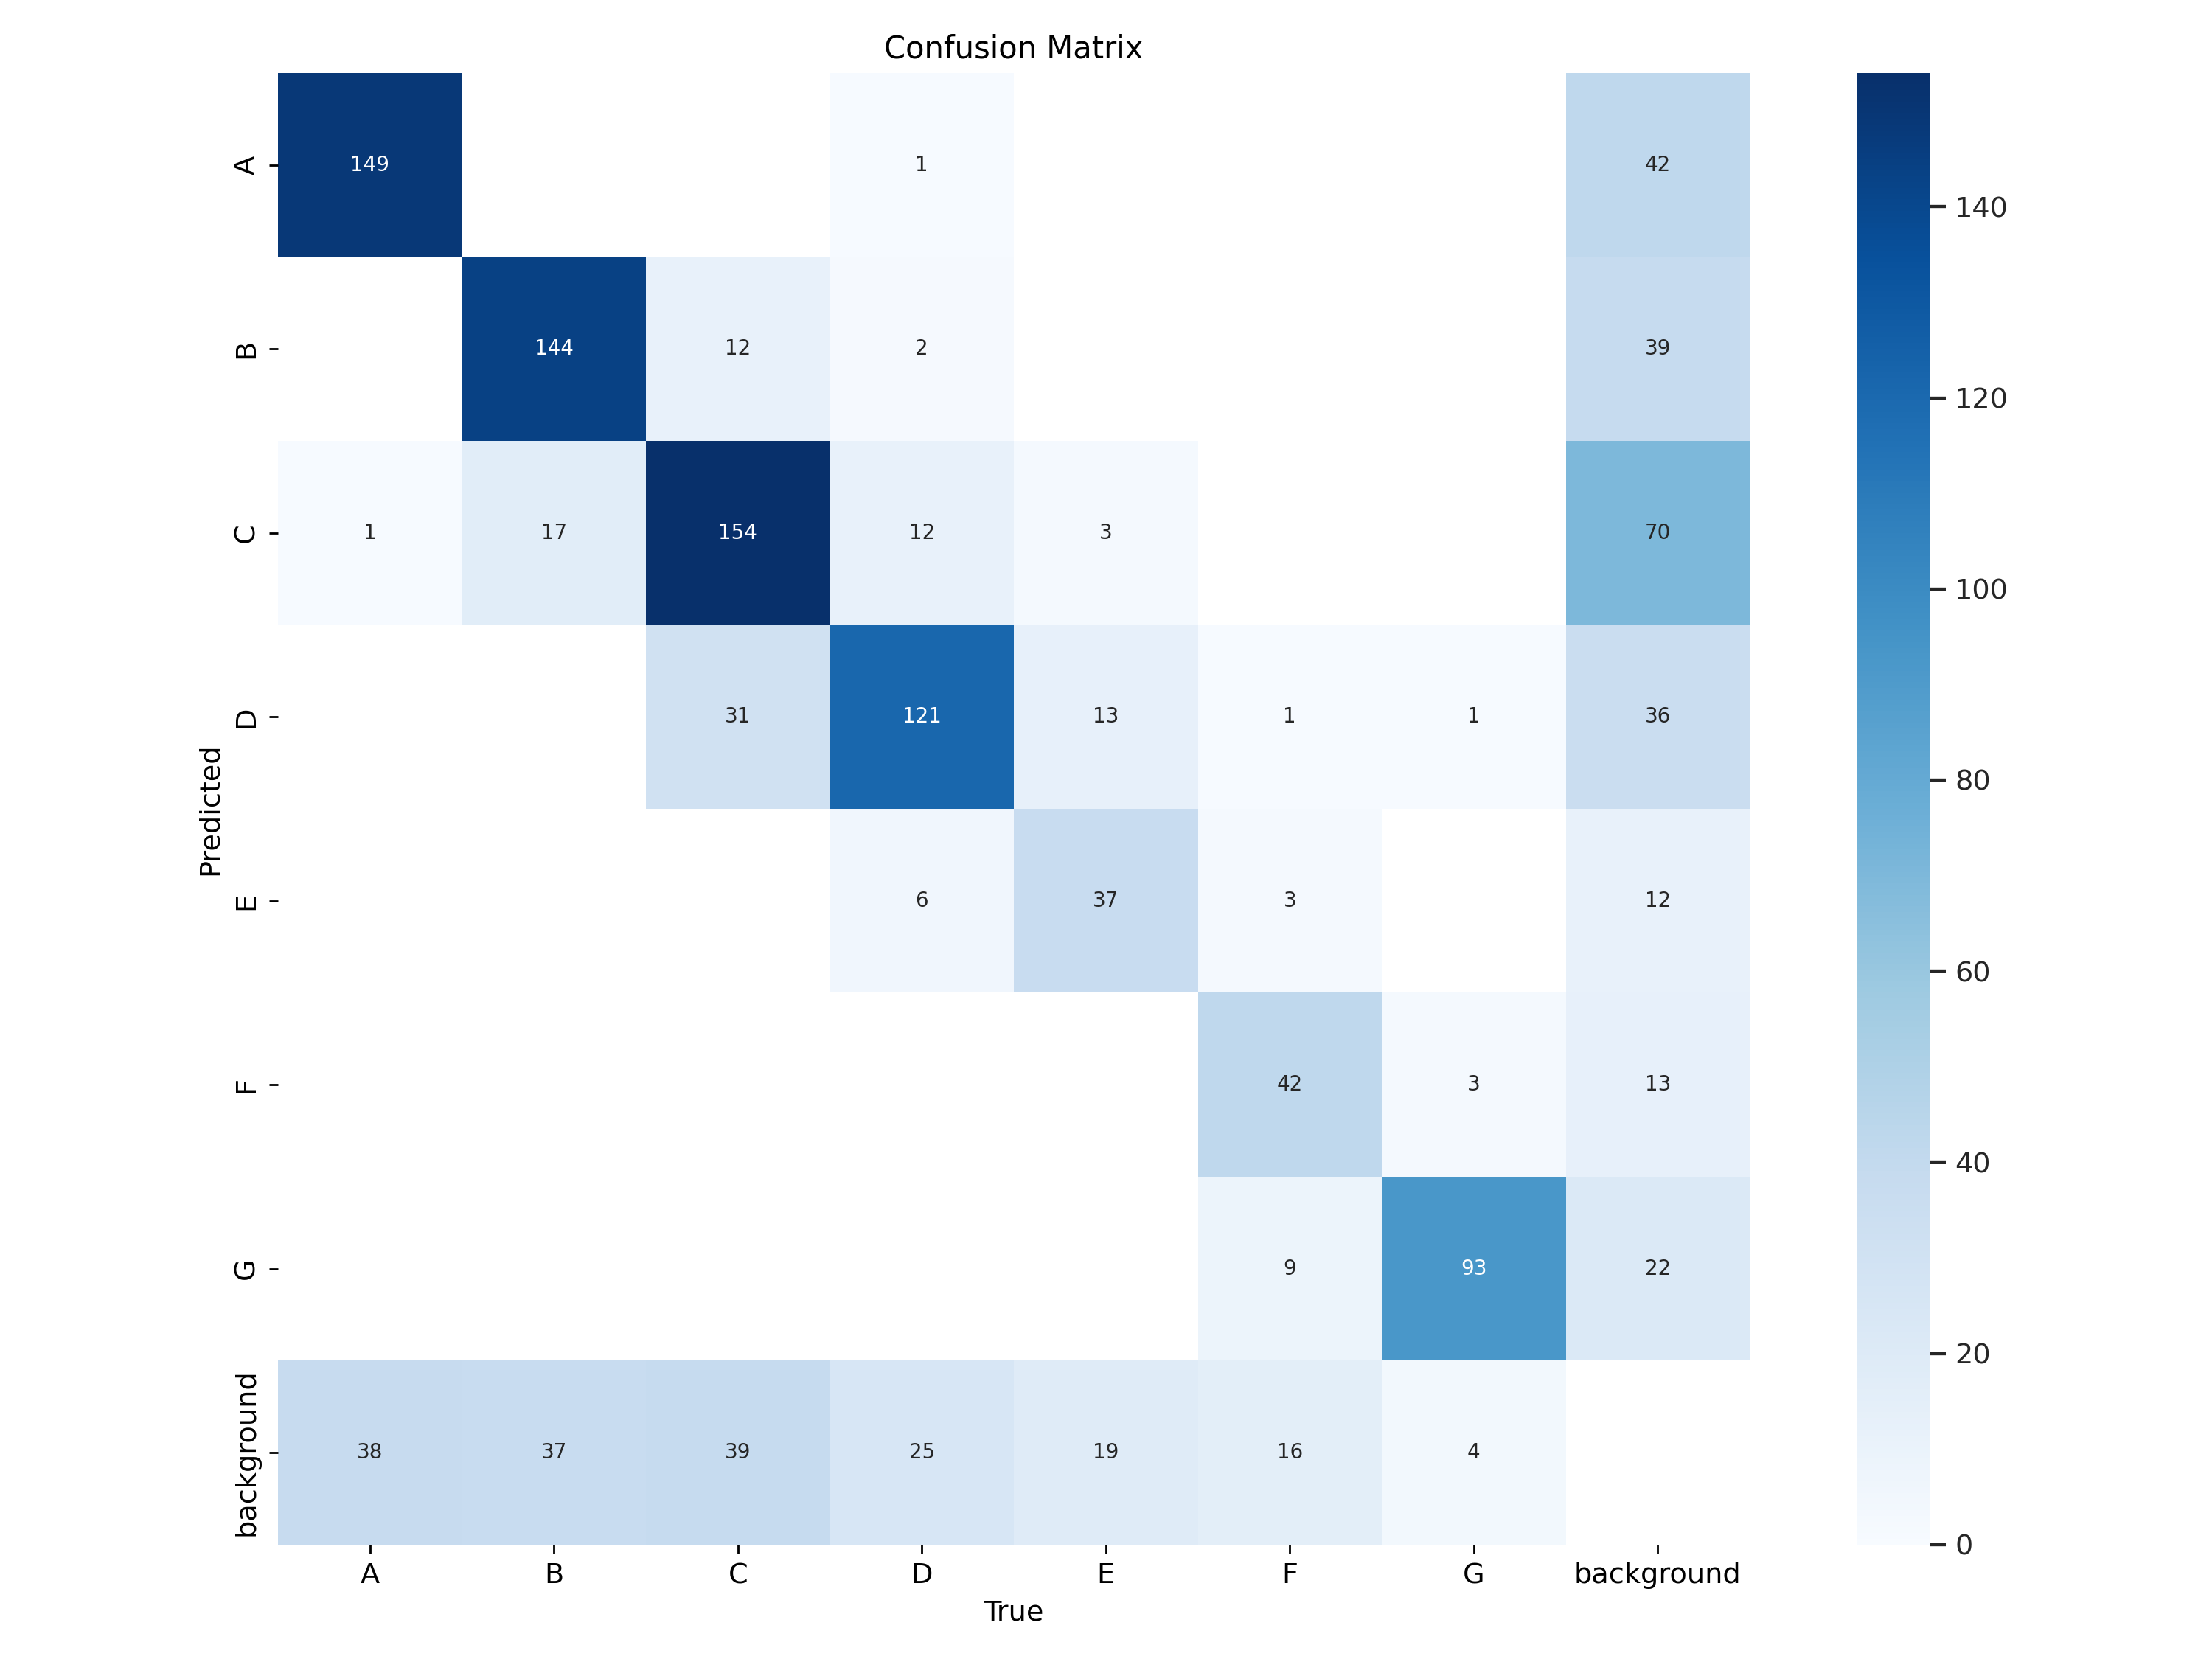 Confusion Matrix
A 149 1 42
B 144 12 2 39
C 1 17 154 12 3 70
D 31 121 13 1 1 36
E 6 37 3 12
F 42 3 13
G 9 93 22
background 38 37 39 25 19 16 4
A B C D E F G background
True
Predicted
140
120
100
80
60
40
20
0